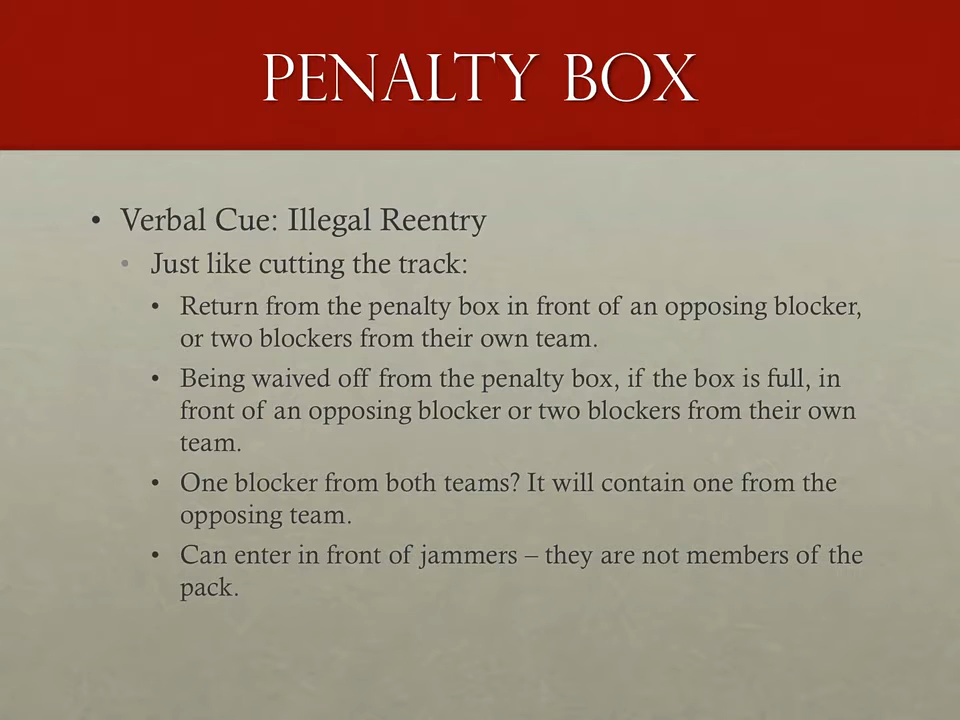 PENALTY BOX
• Verbal Cue: Illegal Reentry
• Just like cutting the track:
• Return from the penalty box in front of an opposing blocker,
or two blockers from their own team.
• Being waived off from the penalty box, if the box is full, in
front of an opposing blocker or two blockers from their own
team.
• One blocker from both teams? It will contain one from the
opposing team.
• Can enter in front of jammers – they are not members of the
pack.